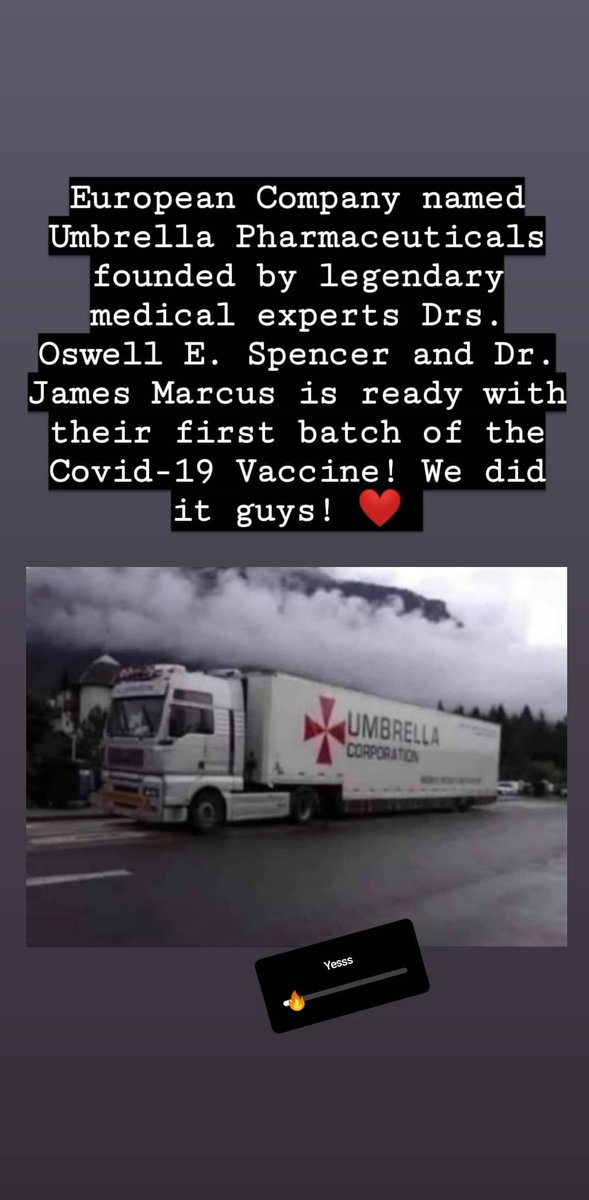 European Company named
Umbrella Pharmaceuticals
founded by legendary
medical experts Drs.
Oswell E. Spencer and Dr.
James Marcus is ready with
their first batch of the
Covid-19 Vaccine! We did
it guys! ❤️
UMBRELLA
CORPORATION
Yesss